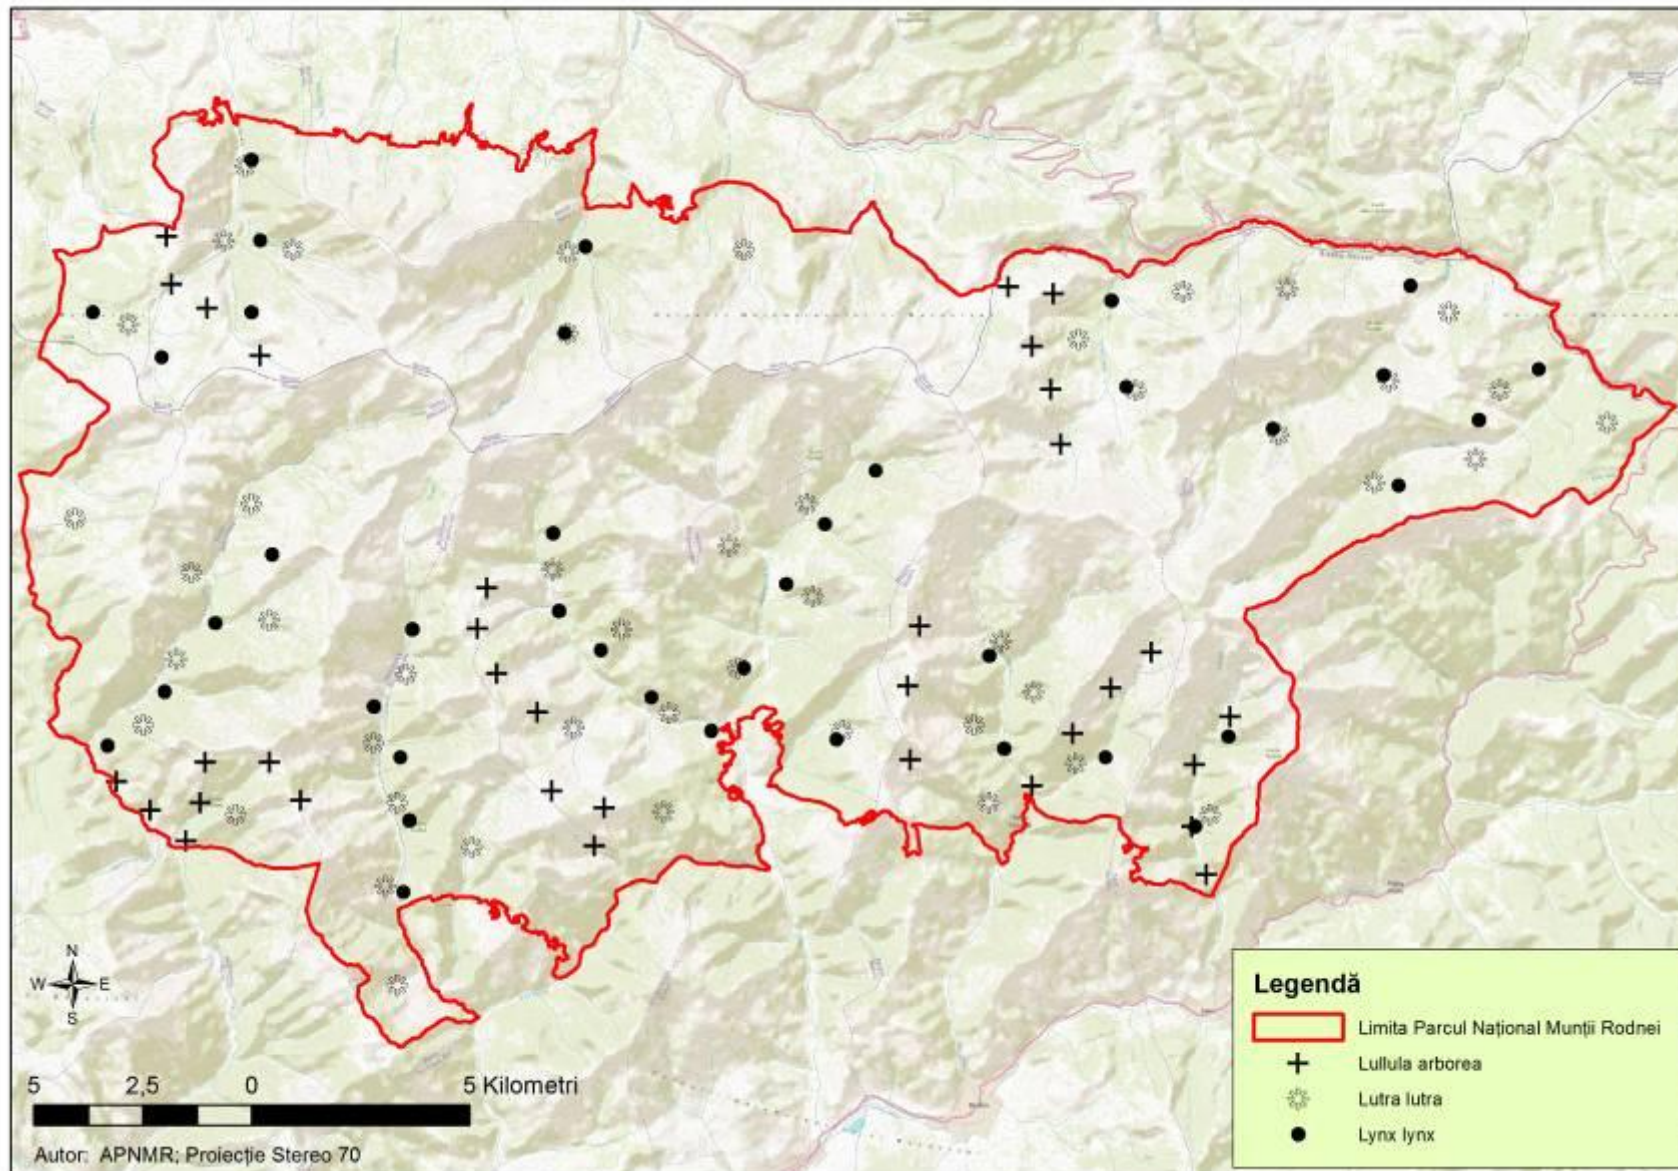 N
W E
S
5 2,5 0 5 Kilometri
Autor: APNMR; Proiecție Stereo 70
Legendă
Limita Parcul Național Munții Rodnei
Lullula arborea
Lutra lutra
Lynx lynx